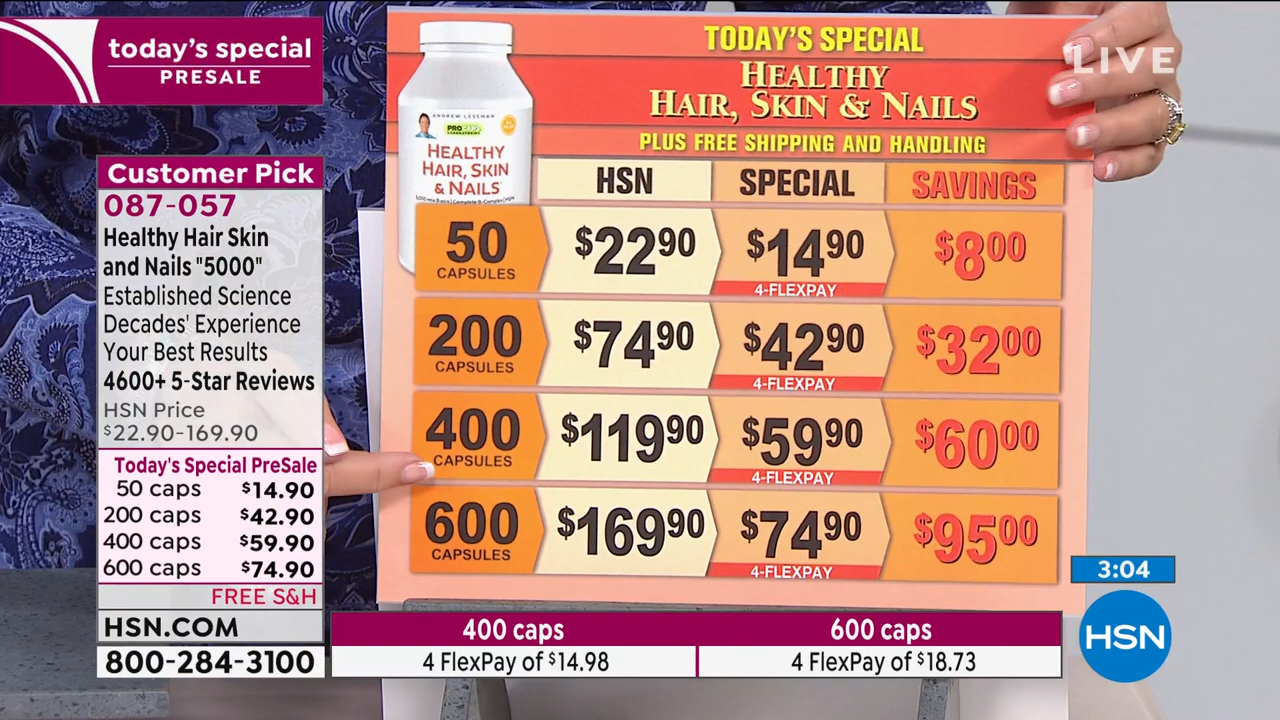 today's special
PRESALE
LIVE
TODAY'S SPECIAL
HEALTHY
HAIR, SKIN & NAILS
PLUS FREE SHIPPING AND HANDLING
ANDREW LESSMAN
PROCAPS
LABORATORIES
HEALTHY
HAIR, SKIN
& NAILS
HSN SPECIAL SAVINGS
50 CAPSULES $22.90 $14.90 4-FLEXPAY $8.00
200 CAPSULES $74.90 $42.90 4-FLEXPAY $32.00
400 CAPSULES $119.90 $59.90 4-FLEXPAY $60.00
600 CAPSULES $169.90 $74.90 4-FLEXPAY $95.00
Customer Pick
087-057
Healthy Hair Skin
and Nails "5000"
Established Science
Decades' Experience
Your Best Results
4600+ 5-Star Reviews
HSN Price
$22.90-169.90
Today's Special PreSale
50 caps $14.90
200 caps $42.90
400 caps $59.90
600 caps $74.90
FREE S&H
HSN.COM
800-284-3100
400 caps
4 FlexPay of $14.98
600 caps
4 FlexPay of $18.73
3:04
HSN